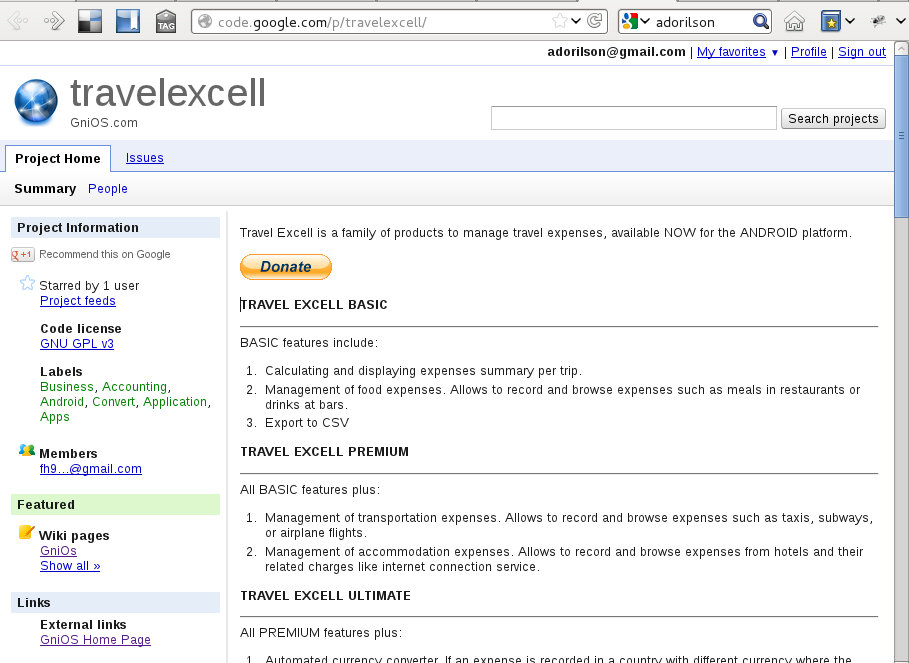 TAG
code.google.com/p/travelexcell/
adorilson
adorilson@gmail.com | My favorites ▼ | Profile | Sign out
travelexcell
GniOS.com
Search projects
Project Home
Issues
Summary People
Project Information
+1 Recommend this on Google
Starred by 1 user
Project feeds
Code license
GNU GPL v3
Labels
Business, Accounting,
Android, Convert, Application,
Apps
Members
fh9...@gmail.com
Featured
Wiki pages
GniOs
Show all »
Links
External links
GniOS Home Page
Travel Excell is a family of products to manage travel expenses, available NOW for the ANDROID platform.
Donate
TRAVEL EXCELL BASIC
BASIC features include:
1. Calculating and displaying expenses summary per trip.
2. Management of food expenses. Allows to record and browse expenses such as meals in restaurants or
drinks at bars.
3. Export to CSV
TRAVEL EXCELL PREMIUM
All BASIC features plus:
1. Management of transportation expenses. Allows to record and browse expenses such as taxis, subways,
or airplane flights.
2. Management of accommodation expenses. Allows to record and browse expenses from hotels and their
related charges like internet connection service.
TRAVEL EXCELL ULTIMATE
All PREMIUM features plus:
1. Automated currency converter. If an expense is recorded in a country with different currency where the